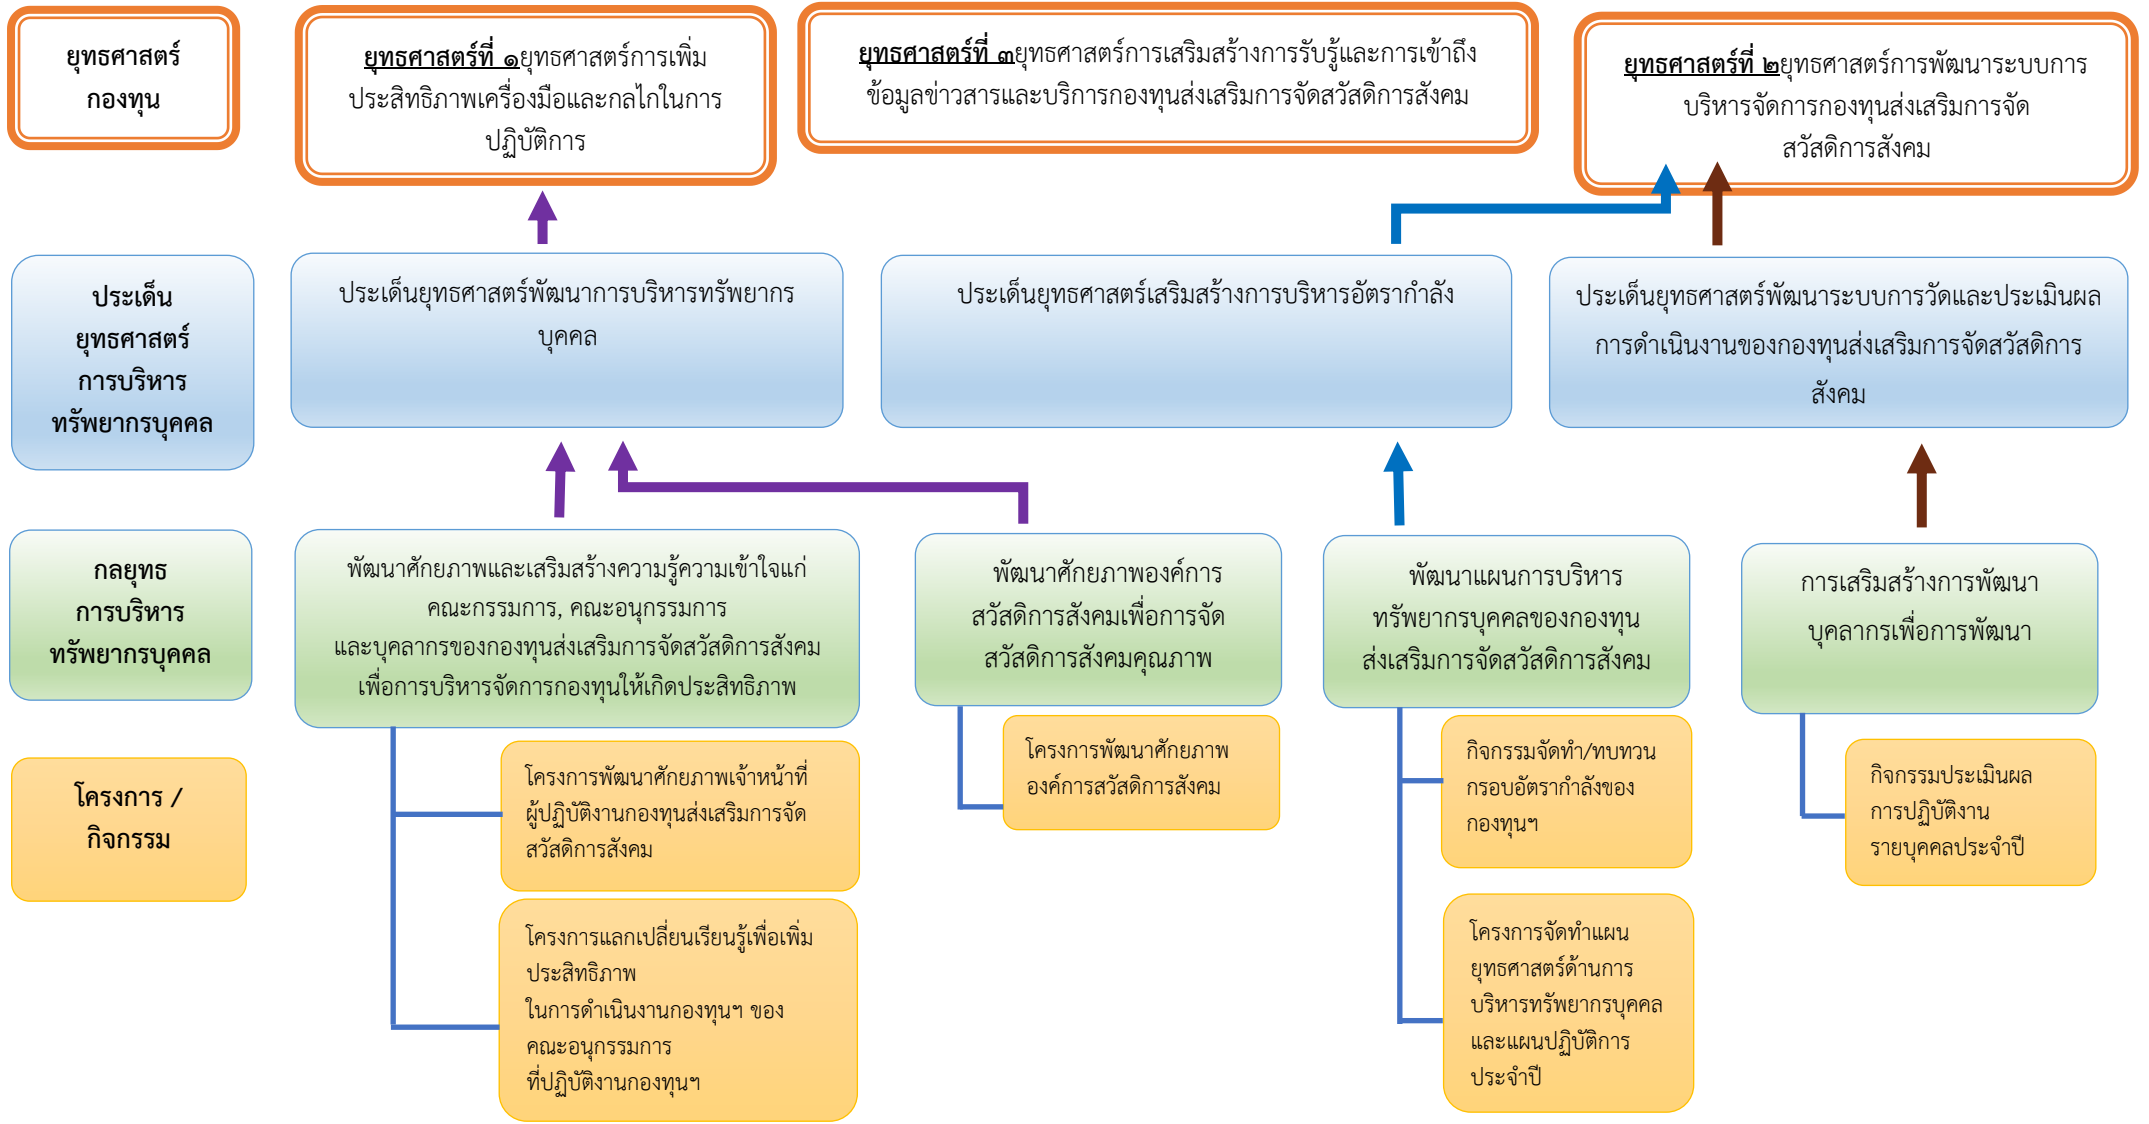 ยุทธศาสตร์
กองทุน
ยุทธศาสตร์ที่ ๑ยุทธศาสตร์การเพิ่ม
ประสิทธิภาพเครื่องมือและกลไกในการ
ปฏิบัติการ
ยุทธศาสตร์ที่ ๓ยุทธศาสตร์การเสริมสร้างการรับรู้และการเข้าถึง
ข้อมูลข่าวสารและบริการกองทุนส่งเสริมการจัดสวัสดิการสังคม
ยุทธศาสตร์ที่ ๒ยุทธศาสตร์การพัฒนาระบบการ
บริหารจัดการกองทุนส่งเสริมการจัด
สวัสดิการสังคม
ประเด็น
ยุทธศาสตร์
การบริหาร
ทรัพยากรบุคคล
ประเด็นยุทธศาสตร์พัฒนาการบริหารทรัพยากร
บุคคล
ประเด็นยุทธศาสตร์เสริมสร้างการบริหารอัตรากำลัง
ประเด็นยุทธศาสตร์พัฒนาระบบการวัดและประเมินผล
การดำเนินงานของกองทุนส่งเสริมการจัดสวัสดิการ
สังคม
กลยุทธ
การบริหาร
ทรัพยากรบุคคล
พัฒนาศักยภาพและเสริมสร้างความรู้ความเข้าใจแก่
คณะกรรมการ, คณะอนุกรรมการ
และบุคลากรของกองทุนส่งเสริมการจัดสวัสดิการสังคม
เพื่อการบริหารจัดการกองทุนให้เกิดประสิทธิภาพ
พัฒนาศักยภาพองค์การ
สวัสดิการสังคมเพื่อการจัด
สวัสดิการสังคมคุณภาพ
พัฒนาแผนการบริหาร
ทรัพยากรบุคคลของกองทุน
ส่งเสริมการจัดสวัสดิการสังคม
การเสริมสร้างการพัฒนา
บุคลากรเพื่อการพัฒนา
โครงการ /
กิจกรรม
โครงการพัฒนาศักยภาพเจ้าหน้าที่
ผู้ปฏิบัติงานกองทุนส่งเสริมการจัด
สวัสดิการสังคม
โครงการแลกเปลี่ยนเรียนรู้เพื่อเพิ่ม
ประสิทธิภาพ
ในการดำเนินงานกองทุนฯ ของ
คณะอนุกรรมการ
ที่ปฏิบัติงานกองทุนฯ
โครงการพัฒนาศักยภาพ
องค์การสวัสดิการสังคม
กิจกรรมจัดทำ/ทบทวน
กรอบอัตรากำลังของ
กองทุนฯ
โครงการจัดทำแผน
ยุทธศาสตร์ด้านการ
บริหารทรัพยากรบุคคล
และแผนปฏิบัติการ
ประจำปี
กิจกรรมประเมินผล
การปฏิบัติงาน
รายบุคคลประจำปี